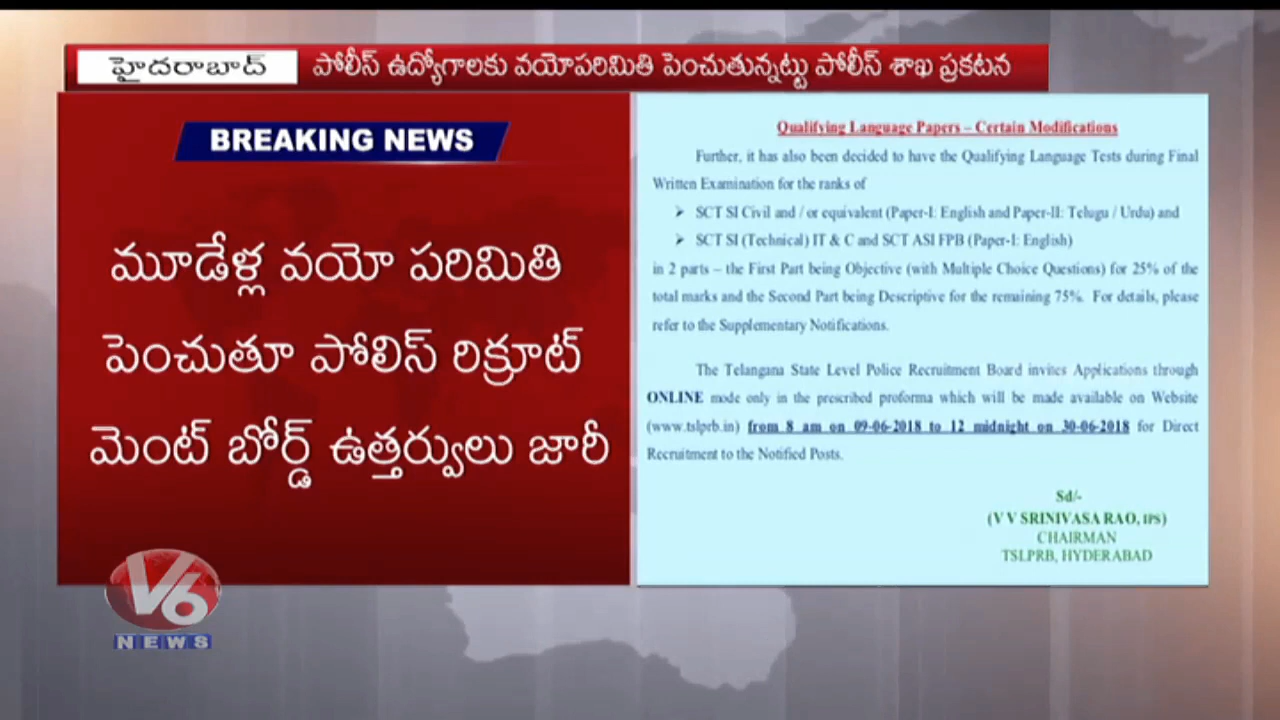 హైదరాబాద్ పోలీస్ ఉద్యోగాలకు వయోపరిమితి పెంచుతున్నట్టు పోలీస్ శాఖ ప్రకటన
BREAKING NEWS
మూడేళ్ల వయో పరిమితి
పెంచుతూ పోలిస్ రిక్రూట్
మెంట్ బోర్డ్ ఉత్తర్వులు జారీ
Qualifying Language Papers – Certain Modifications
Further, it has also been decided to have the Qualifying Language Tests during Final
Written Examination for the ranks of
➢ SCT SI Civil and / or equivalent (Paper-I: English and Paper-II: Telugu / Urdu) and
➢ SCT SI (Technical) IT & C and SCT ASI FPB (Paper-I: English)
in 2 parts – the First Part being Objective (with Multiple Choice Questions) for 25% of the
total marks and the Second Part being Descriptive for the remaining 75%. For details, please
refer to the Supplementary Notifications.
The Telangana State Level Police Recruitment Board invites Applications through
ONLINE mode only in the prescribed proforma which will be made available on Website
(www.tslprb.in) from 8 am on 09-06-2018 to 12 midnight on 30-06-2018 for Direct
Recruitment to the Notified Posts.
Sd/-
(V V SRINIVASA RAO, IPS)
CHAIRMAN
TSLPRB, HYDERABAD
V6
NEWS